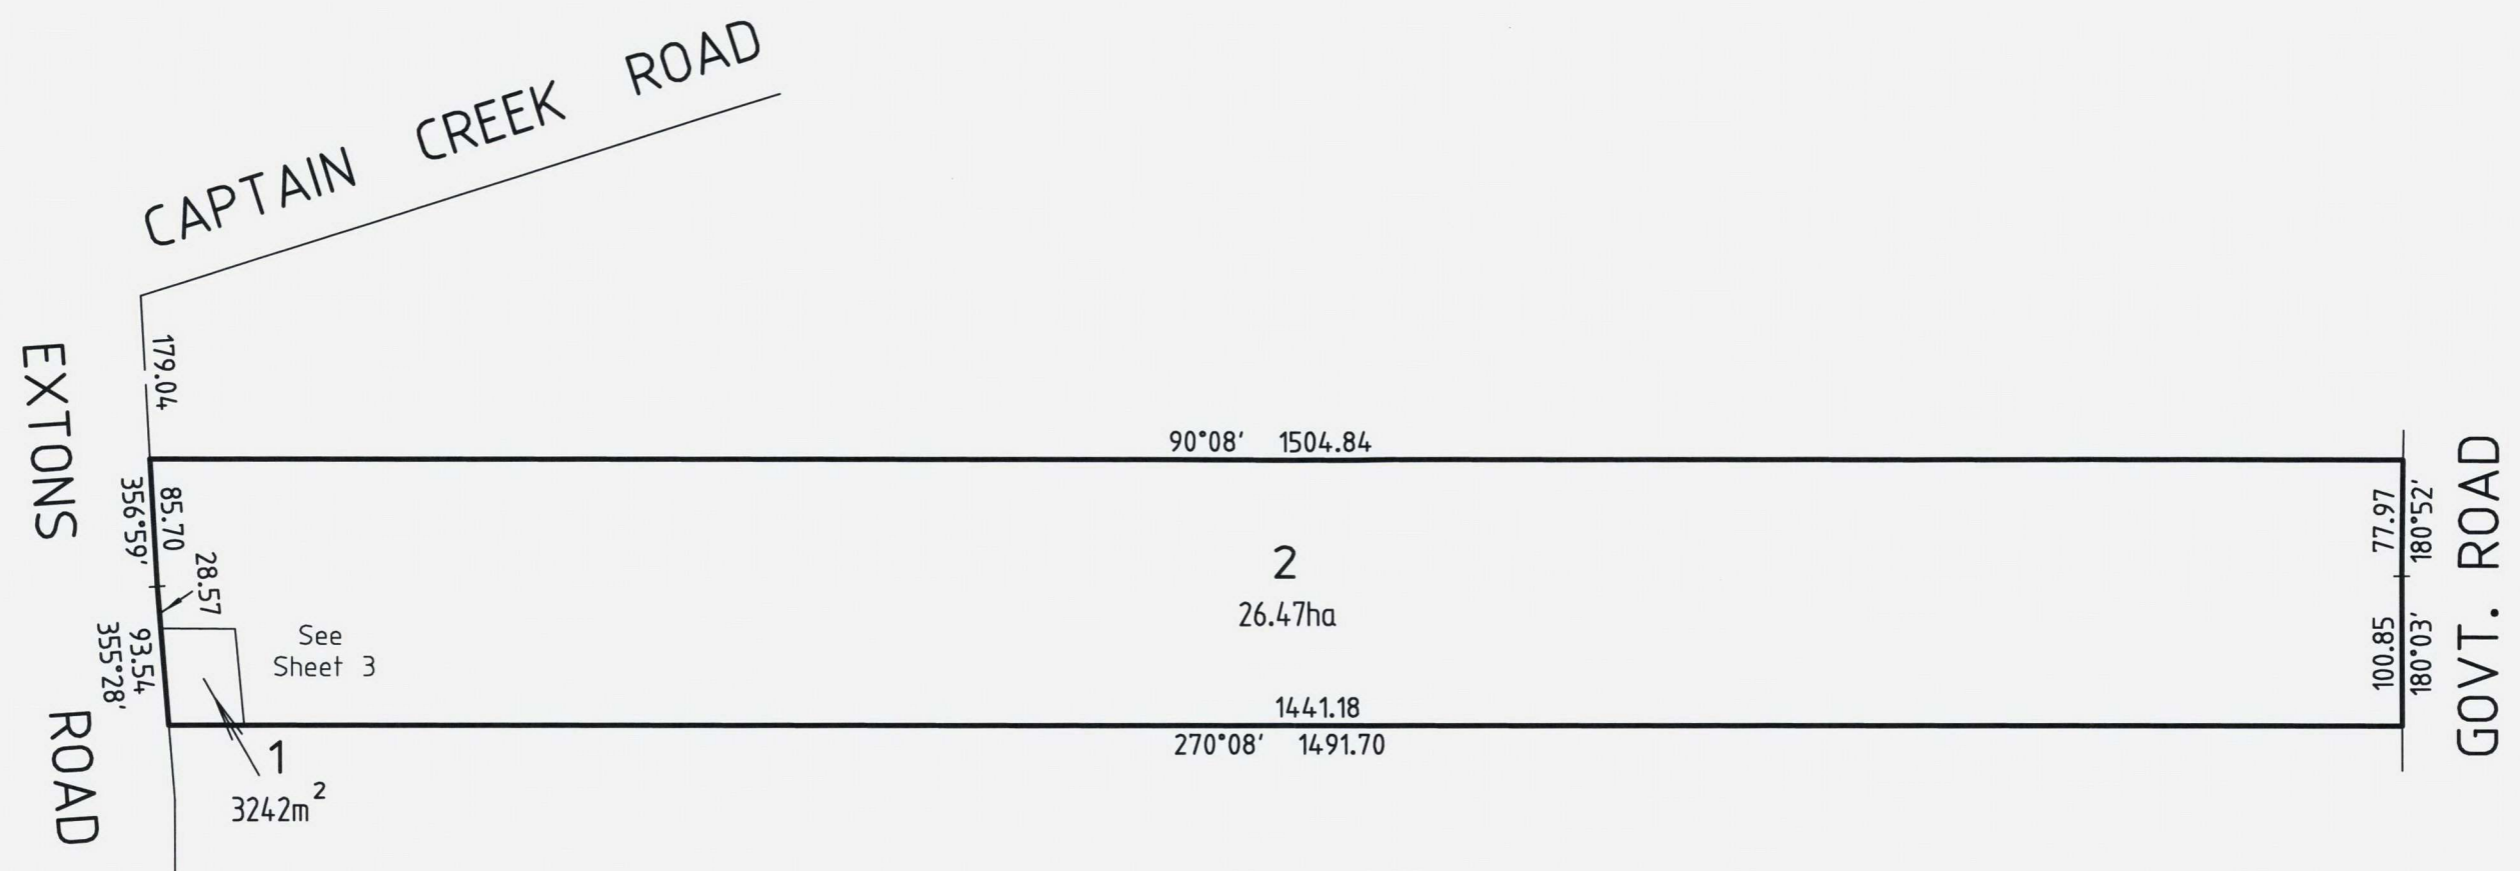 CAPTAIN CREEK ROAD
EXTONS ROAD
179.04
90°08' 1504.84
85.70
356°59'
28.57
93.54
355°28'
See
Sheet 3
2
26.47ha
77.97
180°52'
100.85
180°03'
GOVT. ROAD
1441.18
270°08' 1491.70
1
3242m²